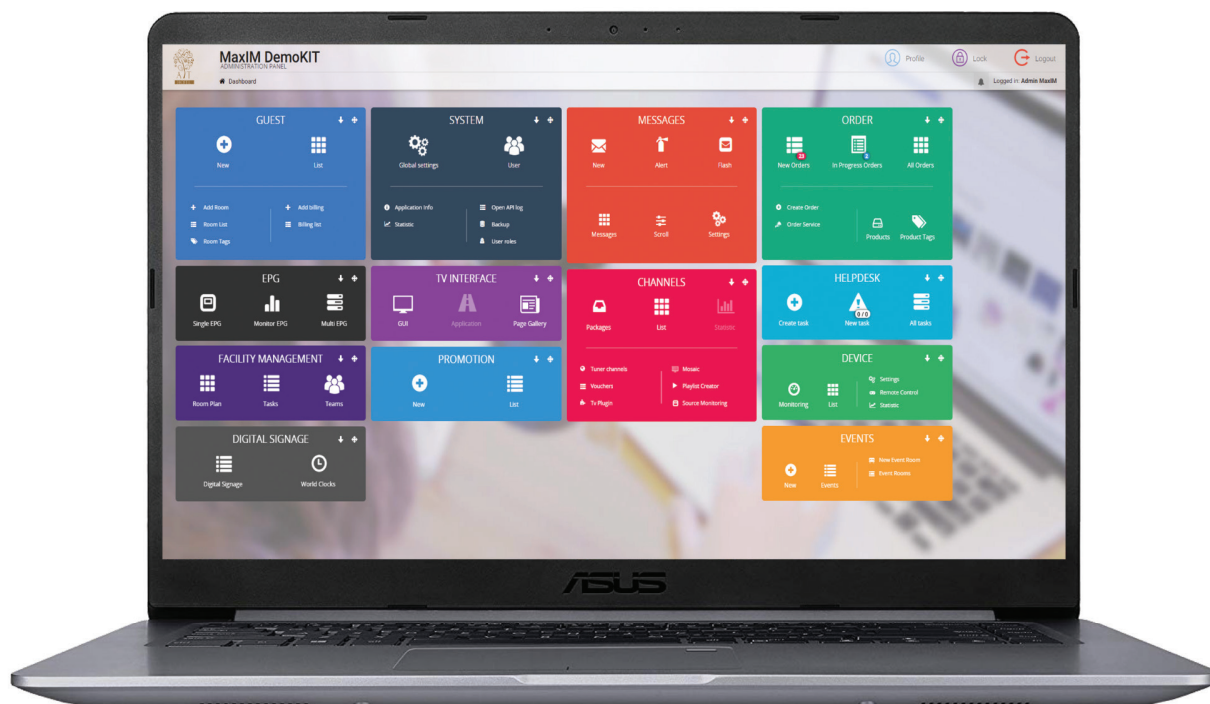 MaxIM DemoKIT
ADMINISTRATION PANEL
Dashboard
Profile
Lock
Logout
Logged in: Admin MaxIM
GUEST
New
List
Add Room
Add billing
Room List
Billing list
Room Tags
SYSTEM
Global settings
User
Application Info
Open API log
Statistic
Backup
User roles
MESSAGES
New
Alert
Flash
Messages
Scroll
Settings
ORDER
23
2
New Orders
In Progress Orders
All Orders
Create Order
Order Service
Products
Product Tags
EPG
Single EPG
Monitor EPG
Multi EPG
TV INTERFACE
GUI
Application
Page Gallery
CHANNELS
Packages
List
Statistic
Tuner channels
Mosaic
Vouchers
Playlist Creator
Tv Plugin
Source Monitoring
HELPDESK
0/0
Create task
New task
All tasks
FACILITY MANAGEMENT
Room Plan
Tasks
Teams
PROMOTION
New
List
DEVICE
Monitoring
List
Settings
Remote Control
Statistic
DIGITAL SIGNAGE
Digital Signage
World Clocks
EVENTS
New
Events
New Event Room
Event Rooms
ASUS